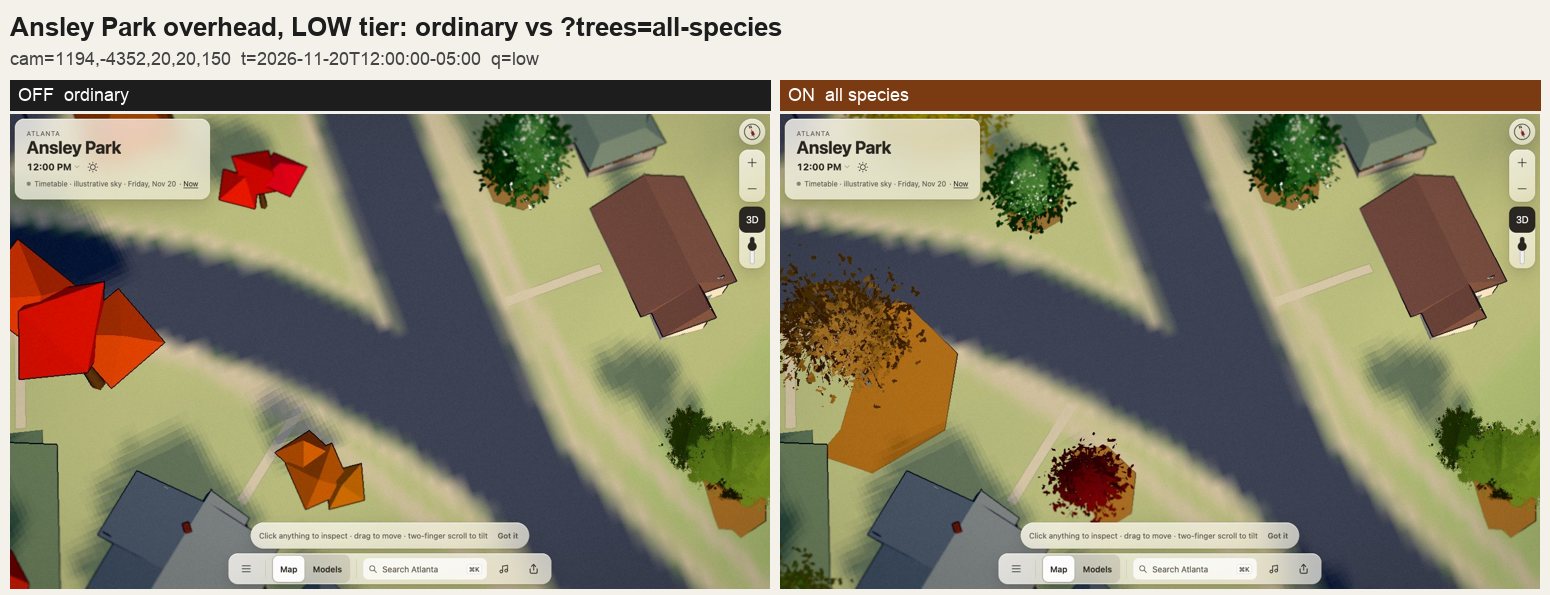 Ansley Park overhead, LOW tier: ordinary vs ?trees=all-species
cam=1194,-4352,20,20,150 t=2026-11-20T12:00:00-05:00 q=low
OFF ordinary
ATLANTA
Ansley Park
12:00 PM
Timetable · illustrative sky · Friday, Nov 20 · Now
3D
Click anything to inspect · drag to move · two-finger scroll to tilt Got it
Map Models Search Atlanta ⌘K
ON all species
ATLANTA
Ansley Park
12:00 PM
Timetable · illustrative sky · Friday, Nov 20 · Now
3D
Click anything to inspect · drag to move · two-finger scroll to tilt Got it
Map Models Search Atlanta ⌘K